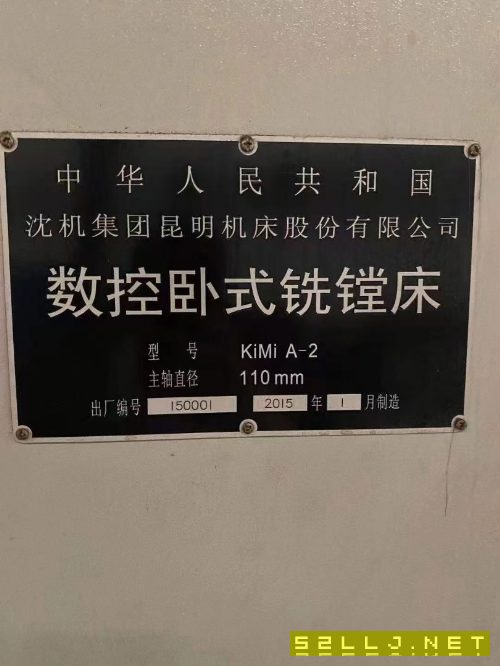 中华人民共和国
沈机集团昆明机床股份有限公司
数控卧式铣镗床
型号 KiMi A-2
主轴直径 110mm
出厂编号 150001 2015 年 1 月制造
52LLJ.NET